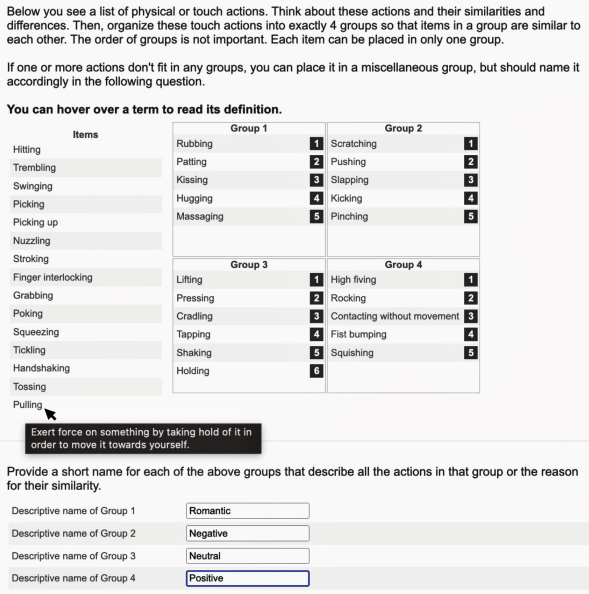 Below you see a list of physical or touch actions. Think about these actions and their similarities and
differences. Then, organize these touch actions into exactly 4 groups so that items in a group are similar to
each other. The order of groups is not important. Each item can be placed in only one group.
If one or more actions don't fit in any groups, you can place it in a miscellaneous group, but should name it
accordingly in the following question.
You can hover over a term to read its definition.
Items
Hitting
Trembling
Swinging
Picking
Picking up
Nuzzling
Stroking
Finger interlocking
Grabbing
Poking
Squeezing
Tickling
Handshaking
Tossing
Pulling
Group 1
Rubbing 1
Patting 2
Kissing 3
Hugging 4
Massaging 5
Group 2
Scratching 1
Pushing 2
Slapping 3
Kicking 4
Pinching 5
Group 3
Lifting 1
Pressing 2
Cradling 3
Tapping 4
Shaking 5
Holding 6
Group 4
High fiving 1
Rocking 2
Contacting without movement 3
Fist bumping 4
Squishing 5
Exert force on something by taking hold of it in
order to move it towards yourself.
Provide a short name for each of the above groups that describe all the actions in that group or the reason
for their similarity.
Descriptive name of Group 1 Romantic
Descriptive name of Group 2 Negative
Descriptive name of Group 3 Neutral
Descriptive name of Group 4 Positive